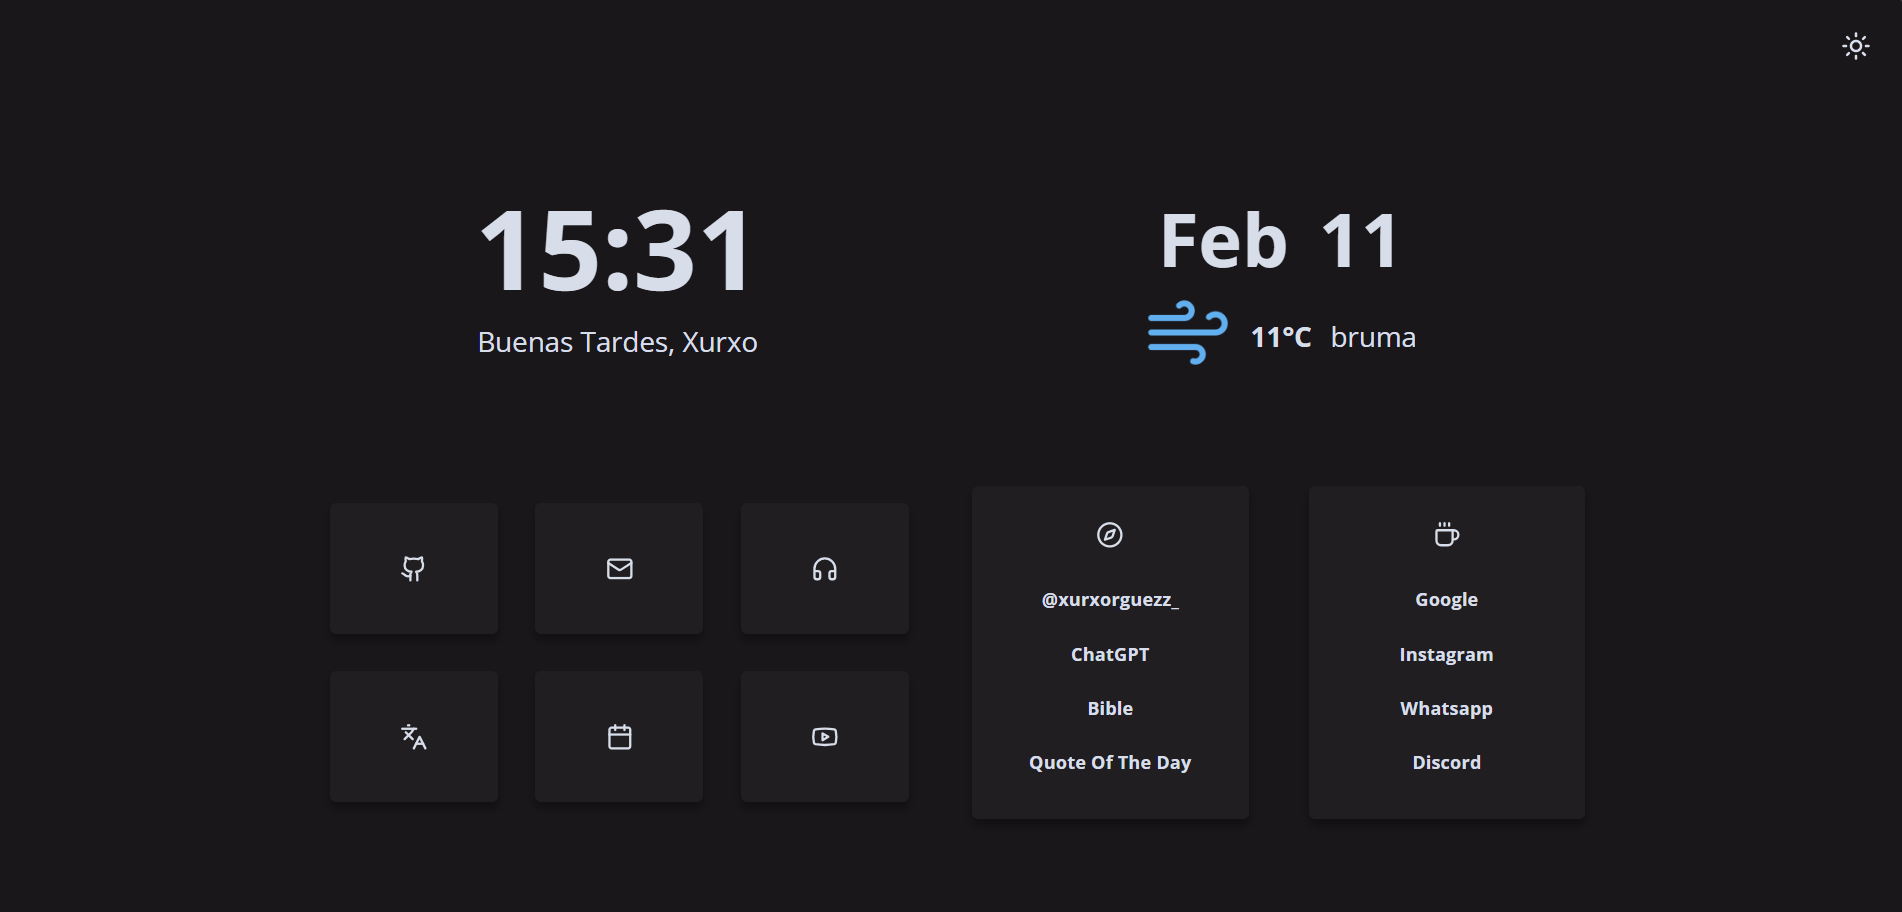 15:31
Buenas Tardes, Xurxo
Feb 11
11°C bruma
@xurxorguezz_
ChatGPT
Bible
Quote Of The Day
Google
Instagram
Whatsapp
Discord